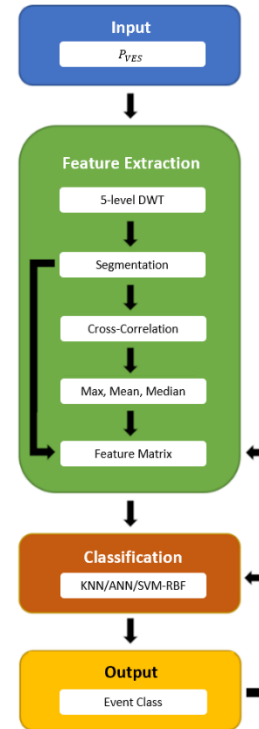 Input
P_VES
Feature Extraction
5-level DWT
Segmentation
Cross-Correlation
Max, Mean, Median
Feature Matrix
Classification
KNN/ANN/SVM-RBF
Output
Event Class